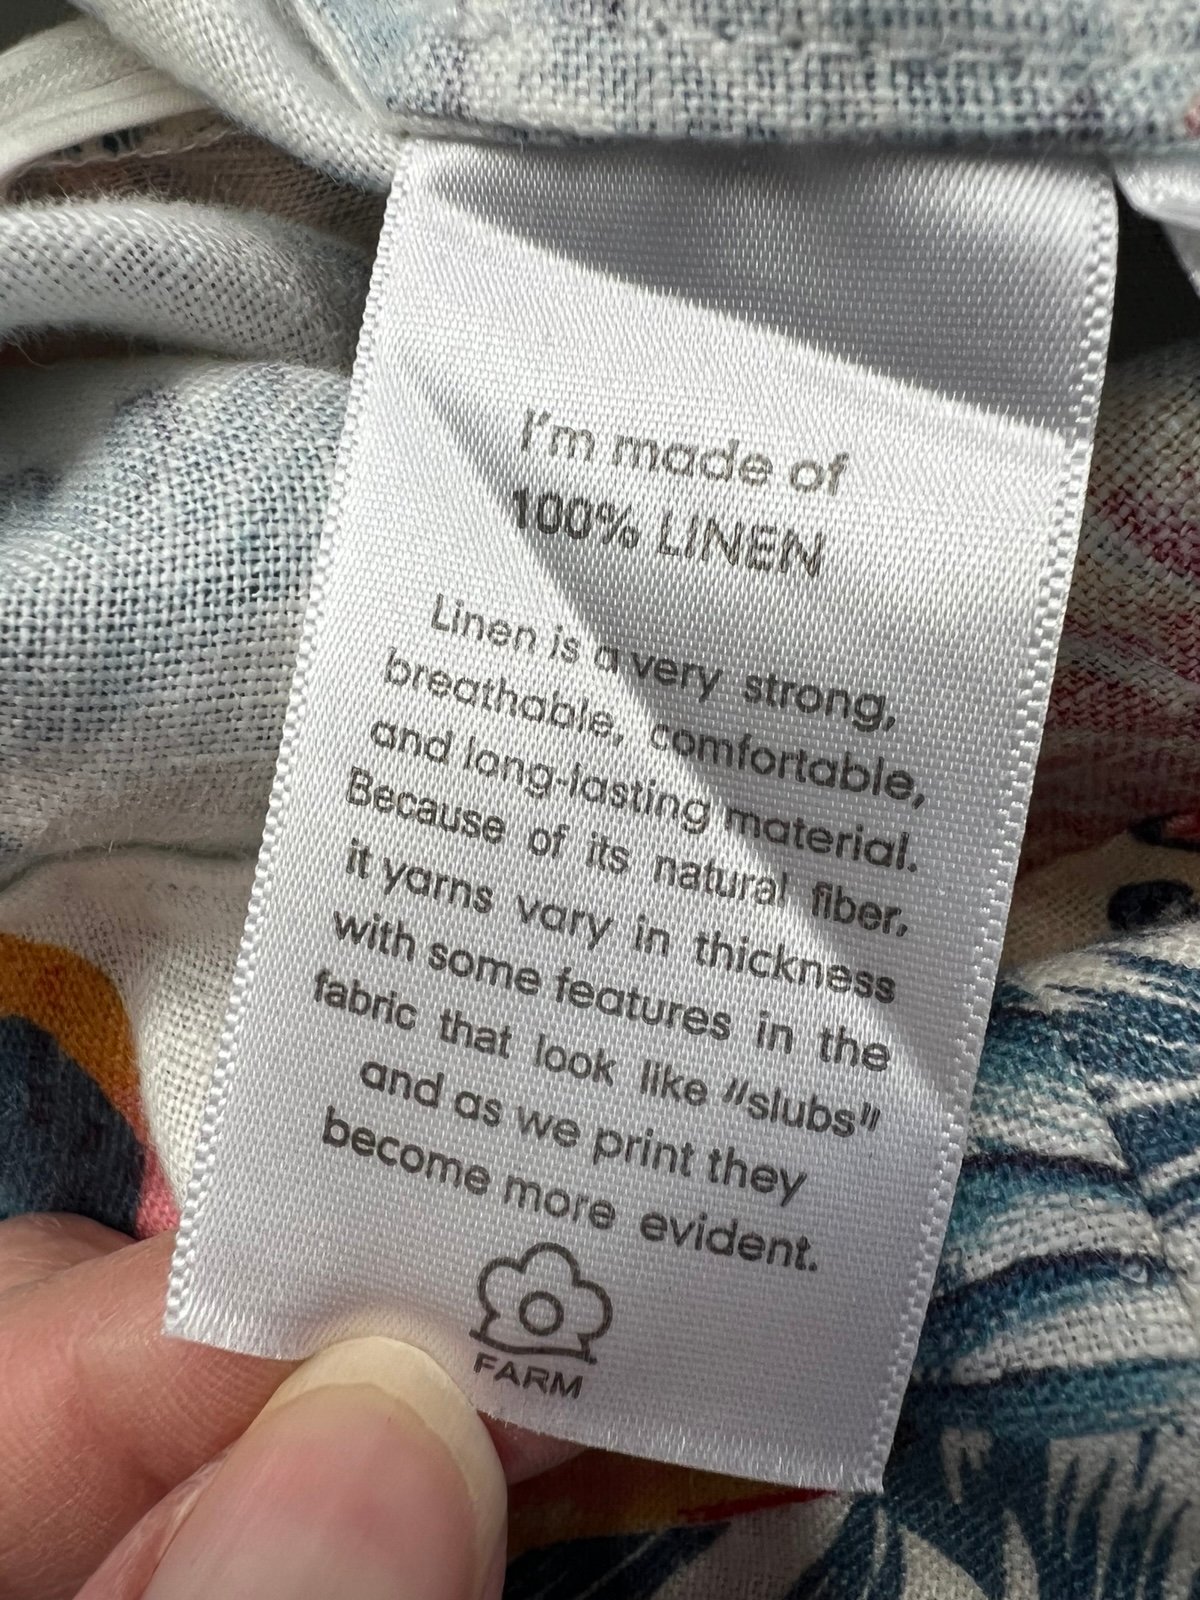 I'm made of
100% LINEN
Linen is a very strong,
breathable, comfortable,
and long-lasting material.
Because of its natural fiber,
it yarns vary in thickness
with some features in the
fabric that look like "slubs"
and as we print they
become more evident.
FARM